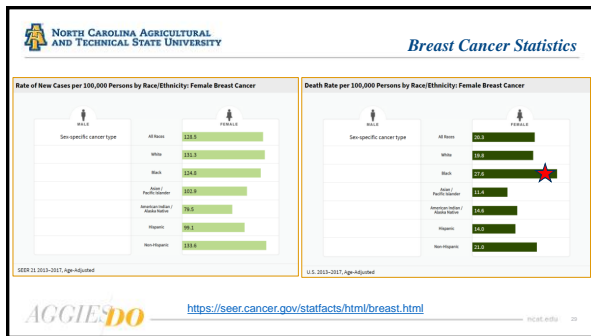 NORTH CAROLINA AGRICULTURAL
AND TECHNICAL STATE UNIVERSITY
Breast Cancer Statistics
Rate of New Cases per 100,000 Persons by Race/Ethnicity: Female Breast Cancer
MALE
FEMALE
Sex-specific cancer type
All Races
128.5
White
131.3
Black
124.8
Asian /
Pacific Islander
102.9
American Indian /
Alaska Native
79.5
Hispanic
99.1
Non-Hispanic
133.6
SEER 21 2013–2017, Age-Adjusted
Death Rate per 100,000 Persons by Race/Ethnicity: Female Breast Cancer
MALE
FEMALE
Sex-specific cancer type
All Races
20.3
White
19.8
Black
27.6
Asian /
Pacific Islander
11.4
American Indian /
Alaska Native
14.6
Hispanic
14.0
Non-Hispanic
21.0
U.S. 2013–2017, Age-Adjusted
AGGIES DO
https://seer.cancer.gov/statfacts/html/breast.html
ncat.edu